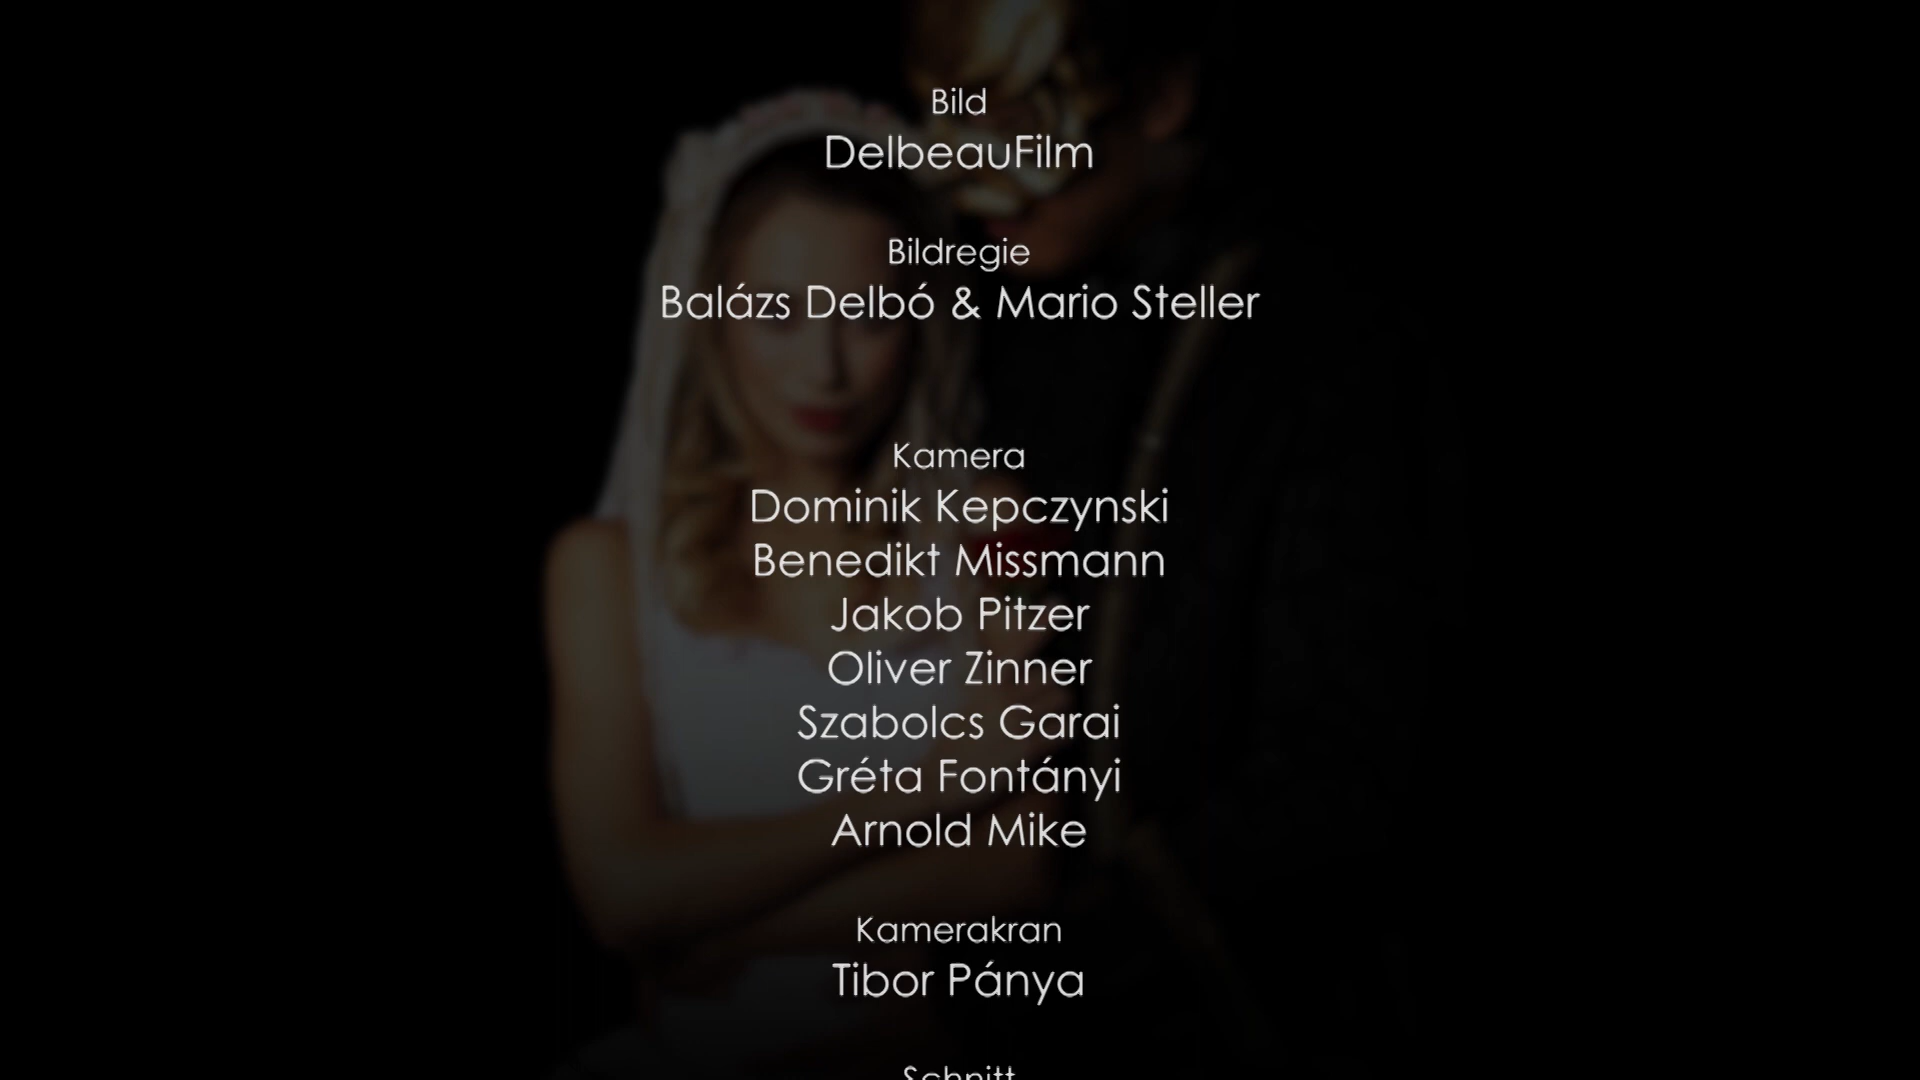 Bild
DelbeauFilm
Bildregie
Balázs Delbó & Mario Steller
Kamera
Dominik Kepczynski
Benedikt Missmann
Jakob Pitzer
Oliver Zinner
Szabolcs Garai
Gréta Fontányi
Arnold Mike
Kamerakran
Tibor Pánya
Schnitt